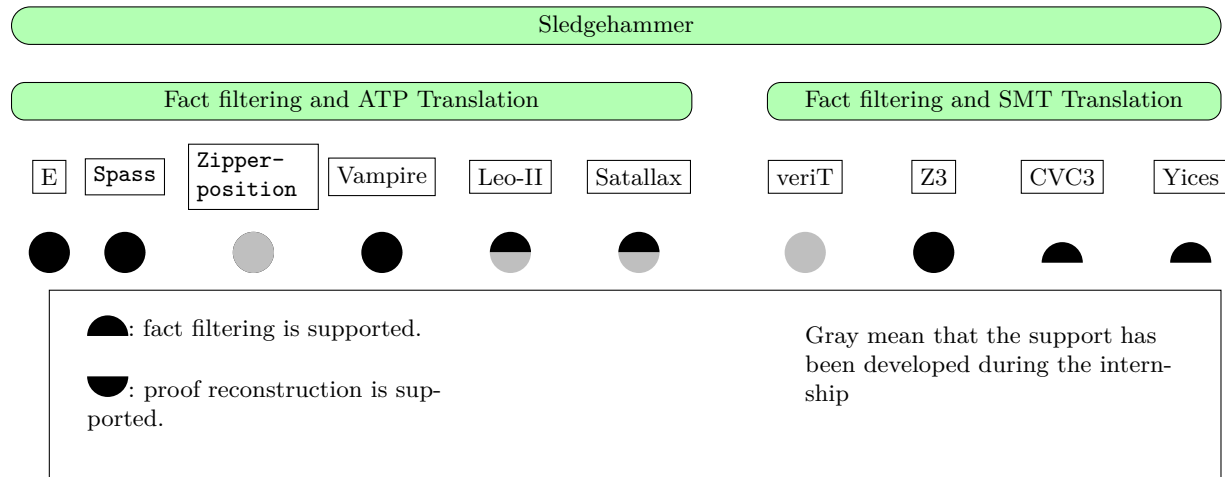 Sledgehammer
Fact filtering and ATP Translation
Fact filtering and SMT Translation
E
Spass
Zipper-
position
Vampire
Leo-II
Satallax
veriT
Z3
CVC3
Yices
: fact filtering is supported.
: proof reconstruction is sup-
ported.
Gray mean that the support has
been developed during the intern-
ship